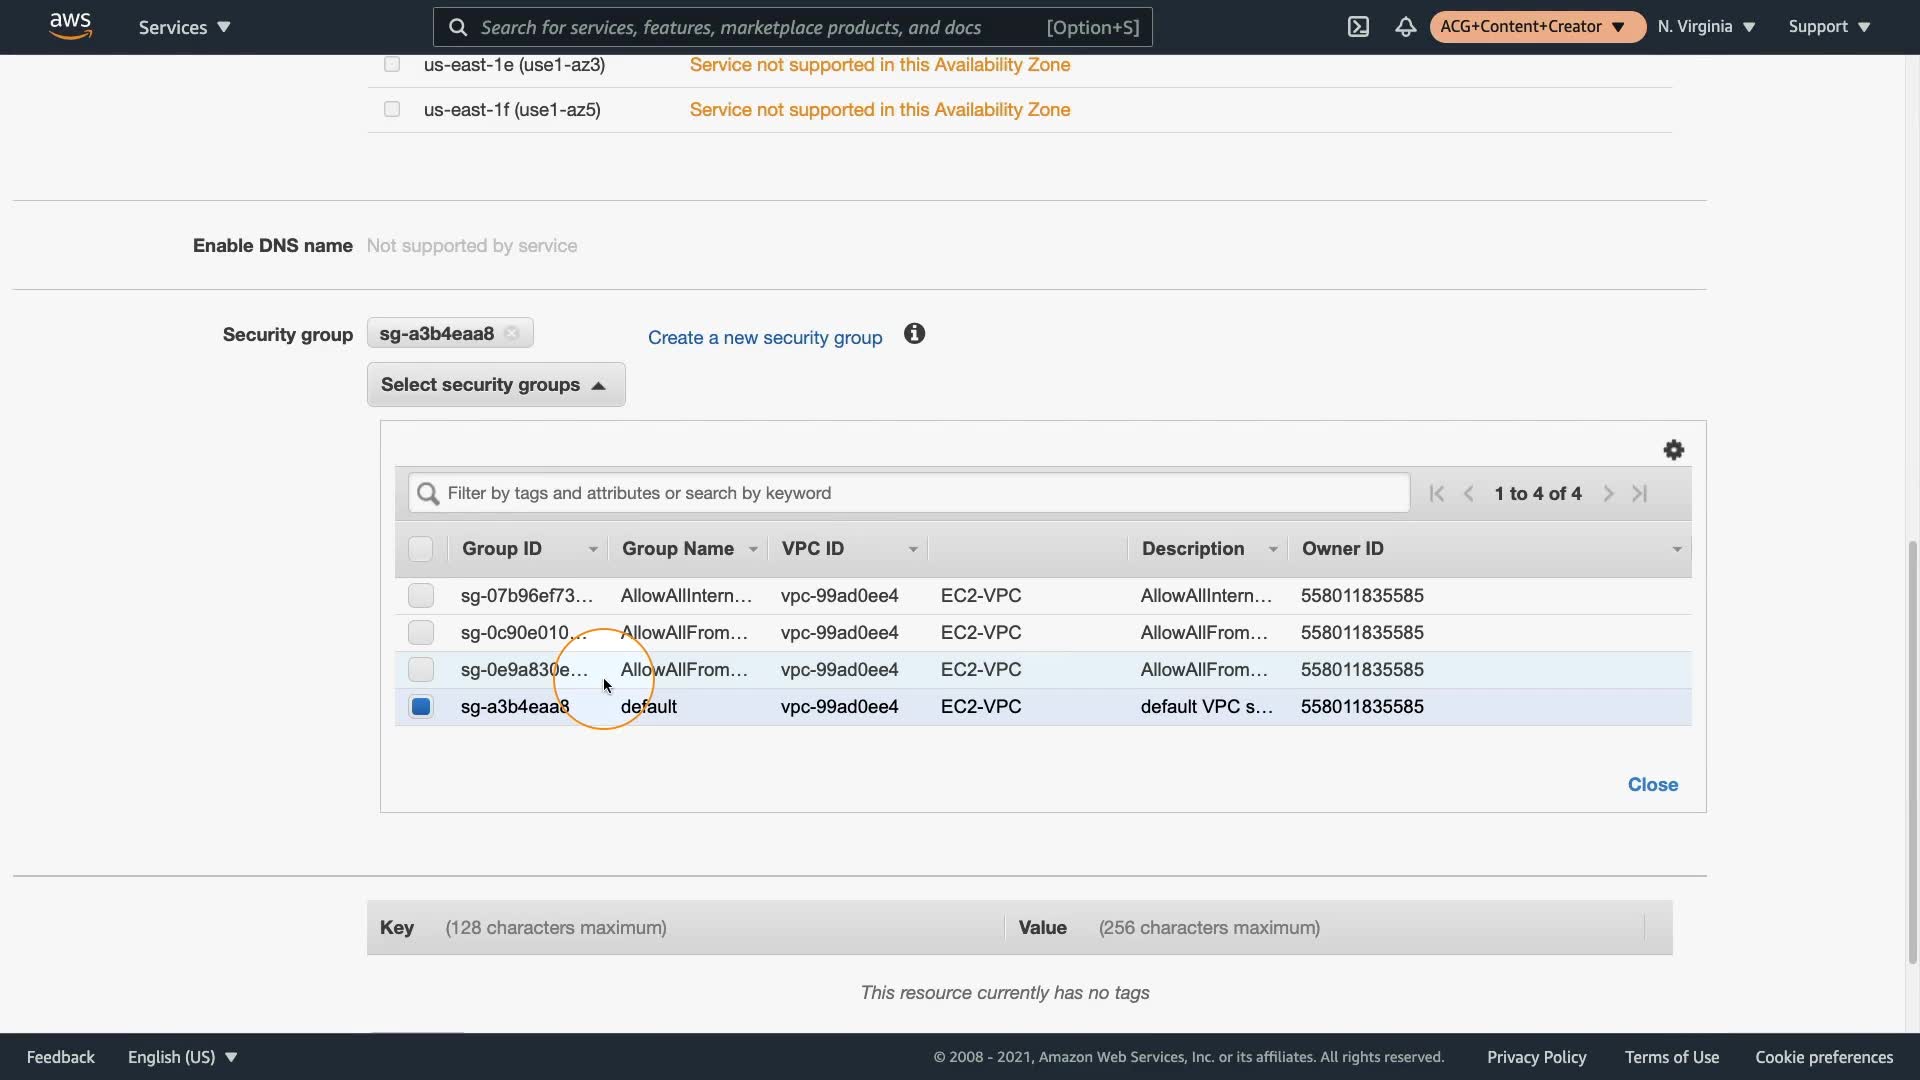 aws
Services
Search for services, features, marketplace products, and docs [Option+S]
ACG+Content+Creator
N. Virginia
Support
us-east-1e (use1-az3) Service not supported in this Availability Zone
us-east-1f (use1-az5) Service not supported in this Availability Zone
Enable DNS name Not supported by service
Security group sg-a3b4eaa8 Create a new security group
Select security groups
Filter by tags and attributes or search by keyword 1 to 4 of 4
Group ID Group Name VPC ID Description Owner ID
sg-07b96ef73... AllowAllIntern... vpc-99ad0ee4 EC2-VPC AllowAllIntern... 558011835585
sg-0c90e010... AllowAllFrom... vpc-99ad0ee4 EC2-VPC AllowAllFrom... 558011835585
sg-0e9a830e... AllowAllFrom... vpc-99ad0ee4 EC2-VPC AllowAllFrom... 558011835585
sg-a3b4eaa8 default vpc-99ad0ee4 EC2-VPC default VPC s... 558011835585
Close
Key (128 characters maximum) Value (256 characters maximum)
This resource currently has no tags
Feedback English (US) © 2008 - 2021, Amazon Web Services, Inc. or its affiliates. All rights reserved. Privacy Policy Terms of Use Cookie preferences